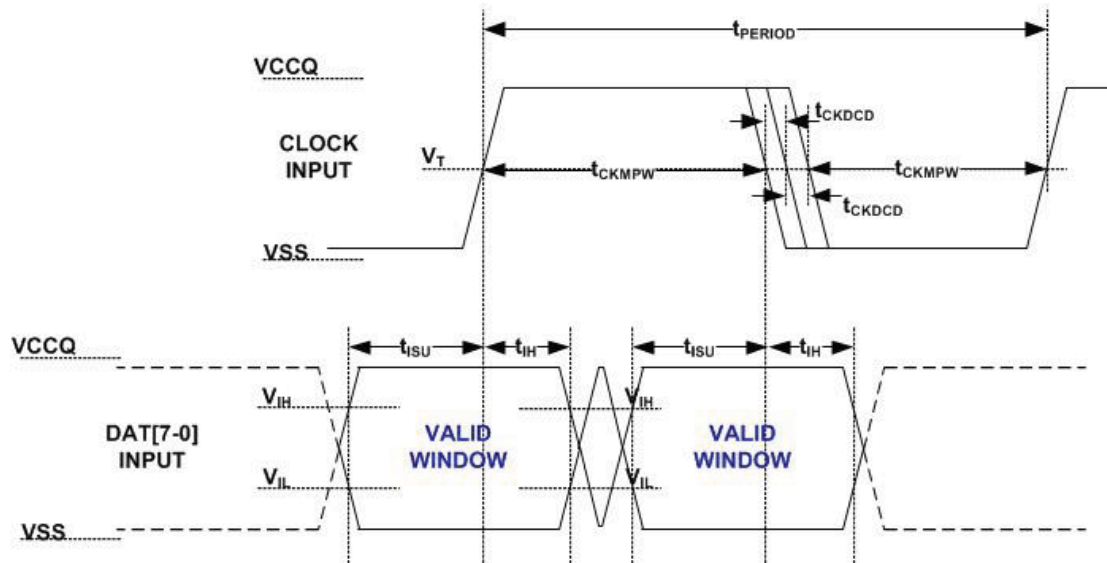 tPERIOD
VCCQ
tCKDCD
CLOCK
INPUT
VT
tCKMPW
tCKMPW
tCKDCD
VSS
VCCQ
tISU
tIH
tISU
tIH
VIH
VIH
DAT[7-0]
INPUT
VALID
WINDOW
VALID
WINDOW
VIL
VIL
VSS